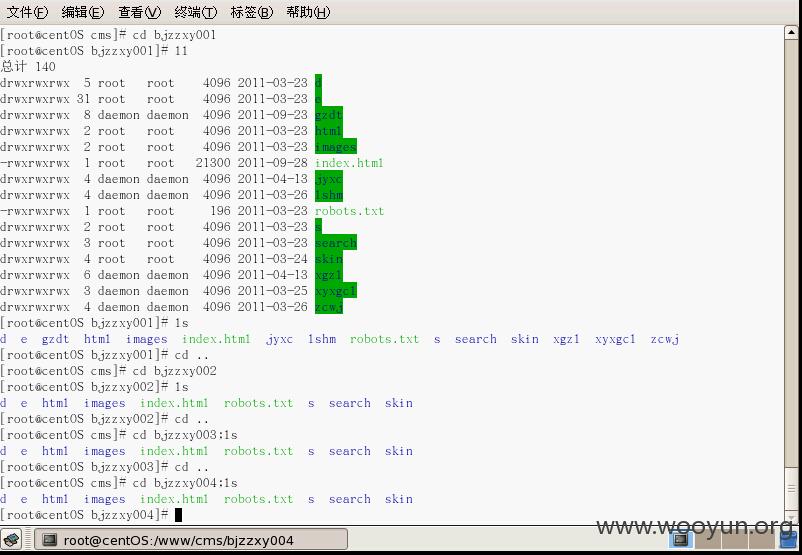 文件(F) 编辑(E) 查看(V) 终端(T) 标签(B) 帮助(H)
[root@centOS cms]# cd bjzzxy001
[root@centOS bjzzxy001]# ll
总计 140
drwxrwxrwx 5 root root 4096 2011-03-23 d
drwxrwxrwx 31 root root 4096 2011-03-23 e
drwxrwxrwx 8 daemon daemon 4096 2011-09-23 gzdt
drwxrwxrwx 2 root root 4096 2011-03-23 html
drwxrwxrwx 2 root root 4096 2011-03-23 images
-rwxrwxrwx 1 root root 21300 2011-09-28 index.html
drwxrwxrwx 4 daemon daemon 4096 2011-04-13 jyxc
drwxrwxrwx 4 daemon daemon 4096 2011-03-26 lshm
-rwxrwxrwx 1 root root 196 2011-03-23 robots.txt
drwxrwxrwx 2 root root 4096 2011-03-23 s
drwxrwxrwx 3 root root 4096 2011-03-23 search
drwxrwxrwx 4 root root 4096 2011-03-24 skin
drwxrwxrwx 6 daemon daemon 4096 2011-04-13 xgzl
drwxrwxrwx 3 daemon daemon 4096 2011-03-25 xyxgcl
drwxrwxrwx 4 daemon daemon 4096 2011-03-26 zcwj
[root@centOS bjzzxy001]# ls
d e gzdt html images index.html jyxc lshm robots.txt s search skin xgzl xyxgcl zcwj
[root@centOS bjzzxy001]# cd ..
[root@centOS cms]# cd bjzzxy002
[root@centOS bjzzxy002]# ls
d e html images index.html robots.txt s search skin
[root@centOS bjzzxy002]# cd ..
[root@centOS cms]# cd bjzzxy003;ls
d e html images index.html robots.txt s search skin
[root@centOS bjzzxy003]# cd ..
[root@centOS cms]# cd bjzzxy004;ls
d e html images index.html robots.txt s search skin
[root@centOS bjzzxy004]#
www.wooyun.org
root@centOS:/www/cms/bjzzxy004